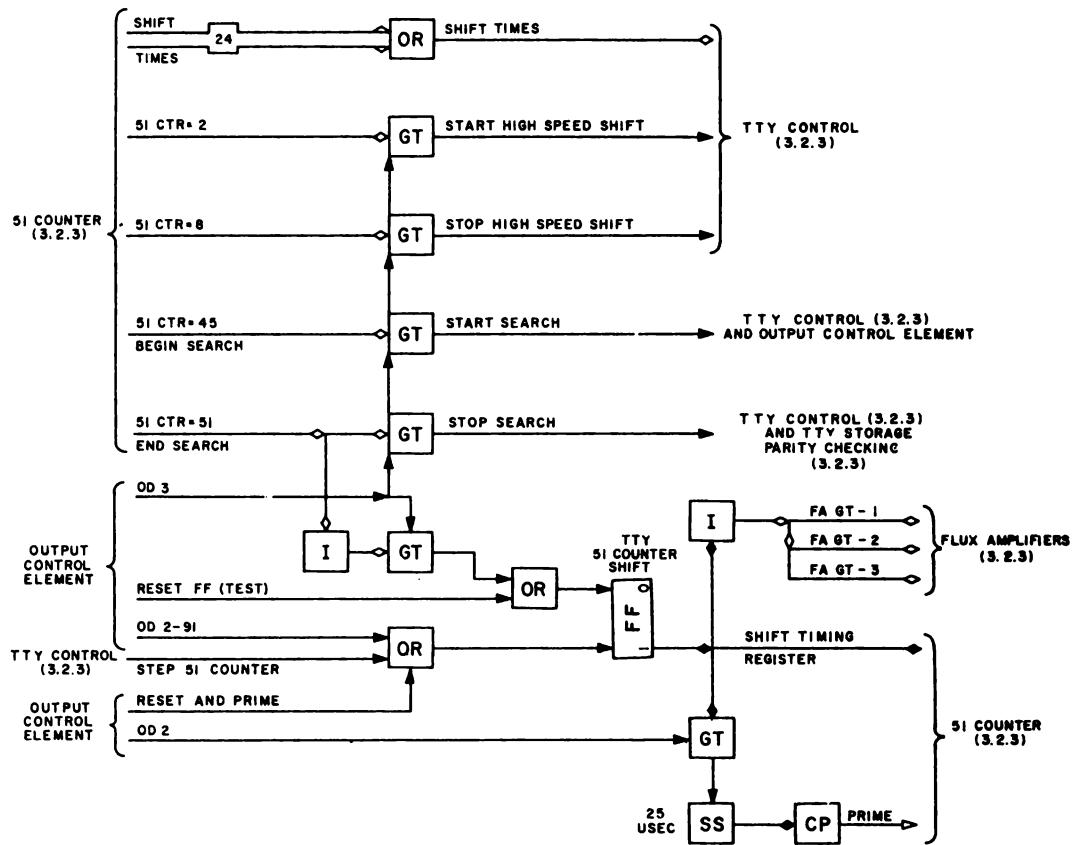 SHIFT
24
TIMES
OR
SHIFT TIMES
51 CTR=2
GT
START HIGH SPEED SHIFT
TTY CONTROL
(3.2.3)
51 COUNTER
(3.2.3)
51 CTR=8
GT
STOP HIGH SPEED SHIFT
51 CTR=45
BEGIN SEARCH
GT
START SEARCH
TTY CONTROL (3.2.3)
AND OUTPUT CONTROL ELEMENT
51 CTR=51
END SEARCH
GT
STOP SEARCH
TTY CONTROL (3.2.3)
AND TTY STORAGE
PARITY CHECKING
(3.2.3)
OUTPUT
CONTROL
ELEMENT
OD 3
I
GT
RESET FF (TEST)
OR
OD 2-91
TTY
51 COUNTER
SHIFT
FF
0
1
I
FA GT-1
FA GT-2
FA GT-3
FLUX AMPLIFIERS
(3.2.3)
TTY CONTROL
(3.2.3)
STEP 51 COUNTER
OR
SHIFT TIMING
REGISTER
OUTPUT
CONTROL
ELEMENT
RESET AND PRIME
OD 2
GT
51 COUNTER
(3.2.3)
25
USEC
SS
CP
PRIME